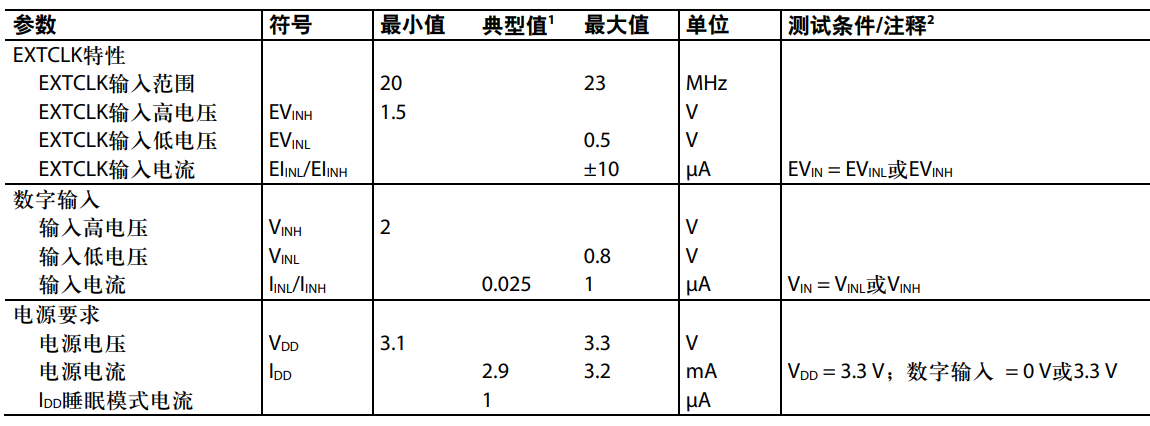 参数 符号 最小值 典型值1 最大值 单位 测试条件/注释2
EXTCLK特性
EXTCLK输入范围 20 23 MHz
EXTCLK输入高电压 EVINH 1.5 V
EXTCLK输入低电压 EVINL 0.5 V
EXTCLK输入电流 EIINL/EIINH ±10 μA EVIN = EVINL或EVINH
数字输入
输入高电压 VINH 2 V
输入低电压 VINL 0.8 V
输入电流 IINL/IINH 0.025 1 μA VIN = VINL或VINH
电源要求
电源电压 VDD 3.1 3.3 V
电源电流 IDD 2.9 3.2 mA VDD = 3.3 V；数字输入 = 0 V或3.3 V
IDD睡眠模式电流 1 μA